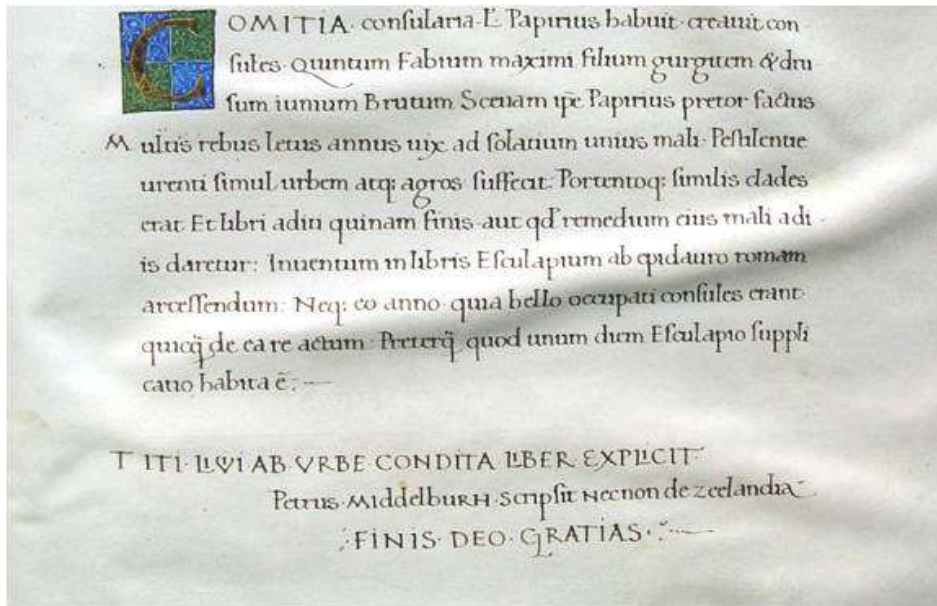 COMITIA · conſularia · L Papirius habuit · creauit con
ſules · Quintum Fabium maximi filium gurgitem & diu
ſum iunium Brutum Sceuam ip̄e Papirius pretor factus
Multis rebus letus annus uix ad ſolatium unius mali · Peſtilentie
urenti ſimul urbem atq; agros ſuffecit: Portentoq; ſimilis clades
erat Et libri aditi quinam finis aut qd remedium eius mali a di
is daretur: Inuentum in libris Eſculapium ab epidauro romam
arceſſendum: Neq; eo anno · quia bello occupati conſules erant ·
quicq̄ de ea re actum : Preterq̄ quod unum diem Eſculapio ſuppli
catio habita ē;
TITI · LIVI AB · VRBE · CONDITA LIBER EXPLICIT
Petrus · MIDDELBURH · Scripſit Necnon de zeelandia
FINIS · DEO · GRATIAS ·